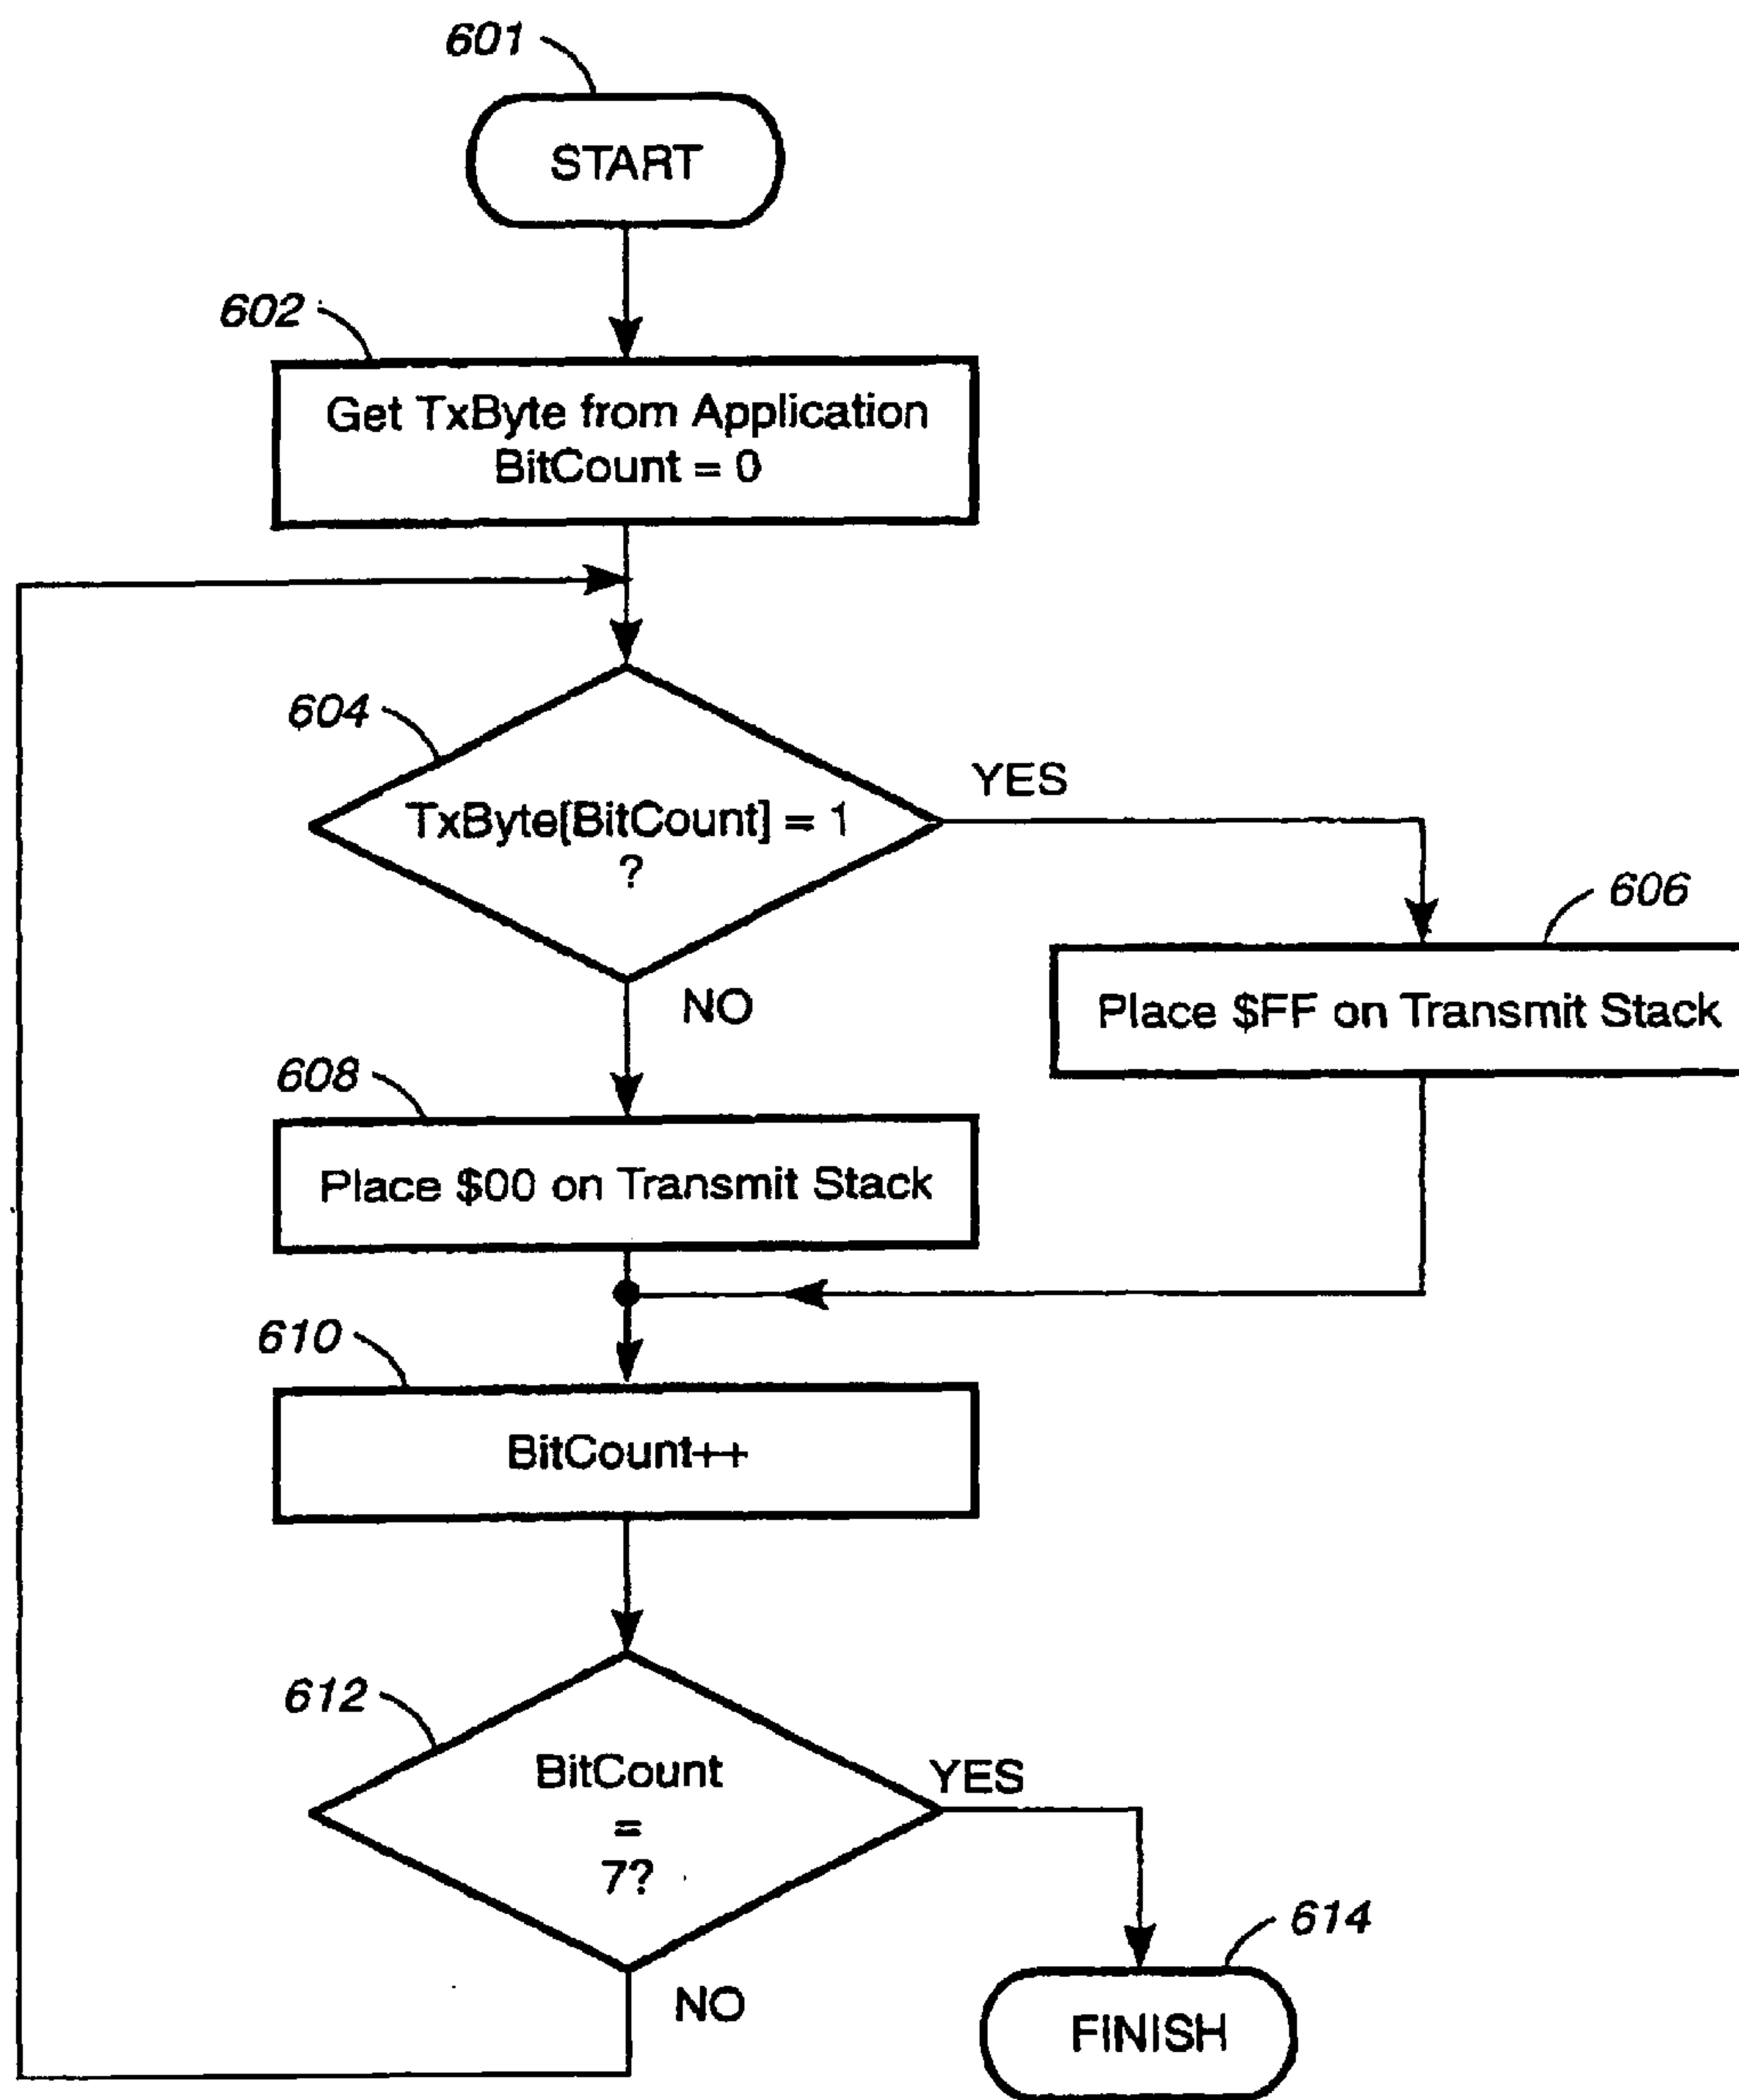 601
START
602
Get TxByte from Application
BitCount = 0
604
TxByte[BitCount] = 1
?
YES
NO
606
Place $FF on Transmit Stack
608
Place $00 on Transmit Stack
610
BitCount++
612
BitCount
=
7?
YES
NO
614
FINISH